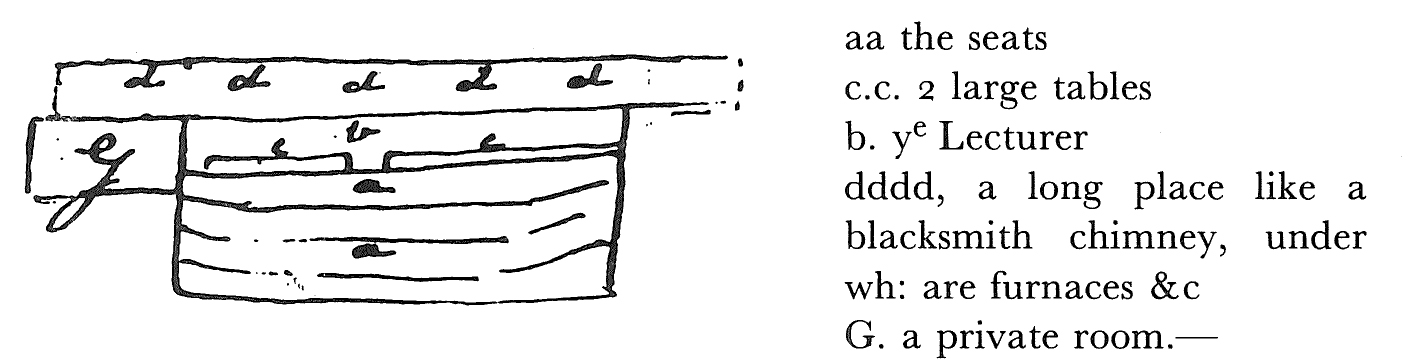 d d d d d
b
c c
g
a
a
aa the seats
c.c. 2 large tables
b. yᵉ Lecturer
dddd, a long place like a
blacksmith chimney, under
wh: are furnaces &c
G. a private room.—